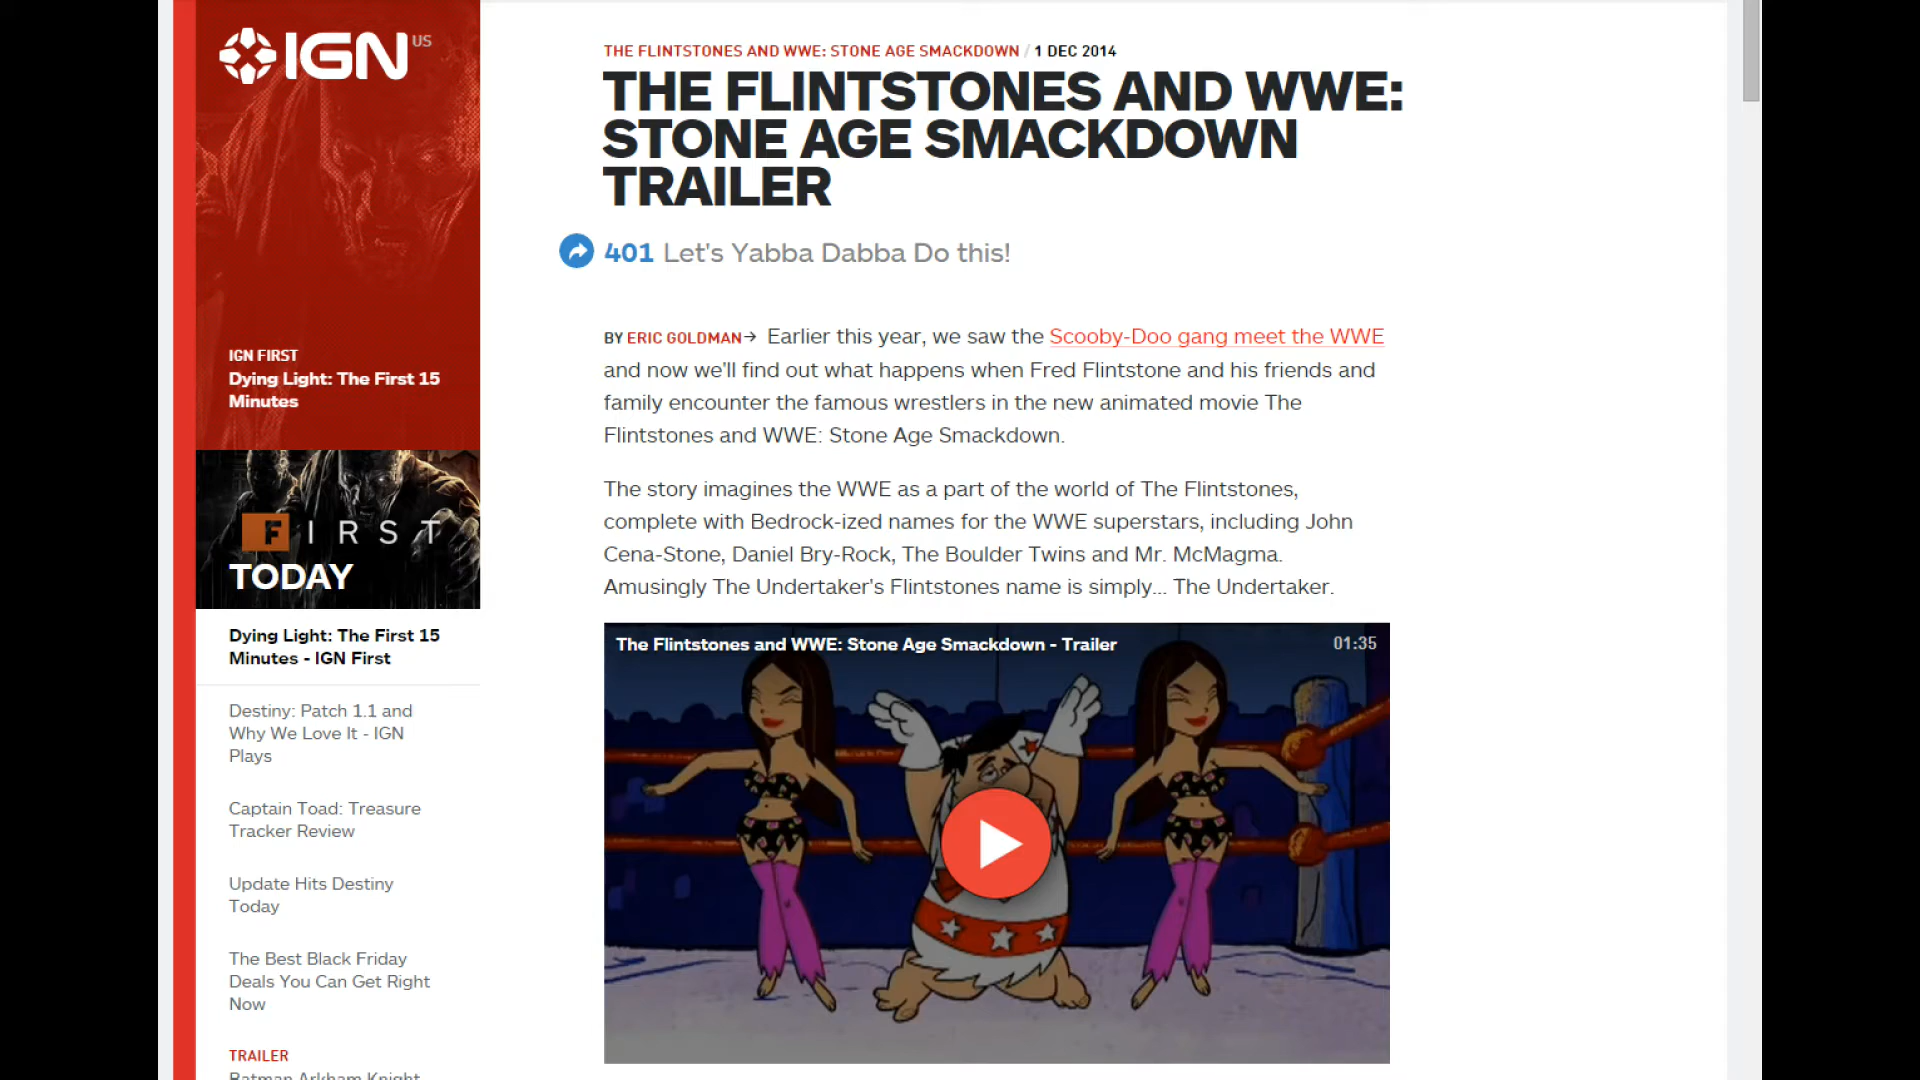 IGN US
IGN FIRST
Dying Light: The First 15
Minutes
FIRST
TODAY
Dying Light: The First 15
Minutes - IGN First
Destiny: Patch 1.1 and
Why We Love It - IGN
Plays
Captain Toad: Treasure
Tracker Review
Update Hits Destiny
Today
The Best Black Friday
Deals You Can Get Right
Now
TRAILER
Batman Arkham Knight
THE FLINTSTONES AND WWE: STONE AGE SMACKDOWN / 1 DEC 2014
THE FLINTSTONES AND WWE:
STONE AGE SMACKDOWN
TRAILER
401 Let's Yabba Dabba Do this!
BY ERIC GOLDMAN→ Earlier this year, we saw the Scooby-Doo gang meet the WWE
and now we'll find out what happens when Fred Flintstone and his friends and
family encounter the famous wrestlers in the new animated movie The
Flintstones and WWE: Stone Age Smackdown.
The story imagines the WWE as a part of the world of The Flintstones,
complete with Bedrock-ized names for the WWE superstars, including John
Cena-Stone, Daniel Bry-Rock, The Boulder Twins and Mr. McMagma.
Amusingly The Undertaker's Flintstones name is simply... The Undertaker.
The Flintstones and WWE: Stone Age Smackdown - Trailer 01:35